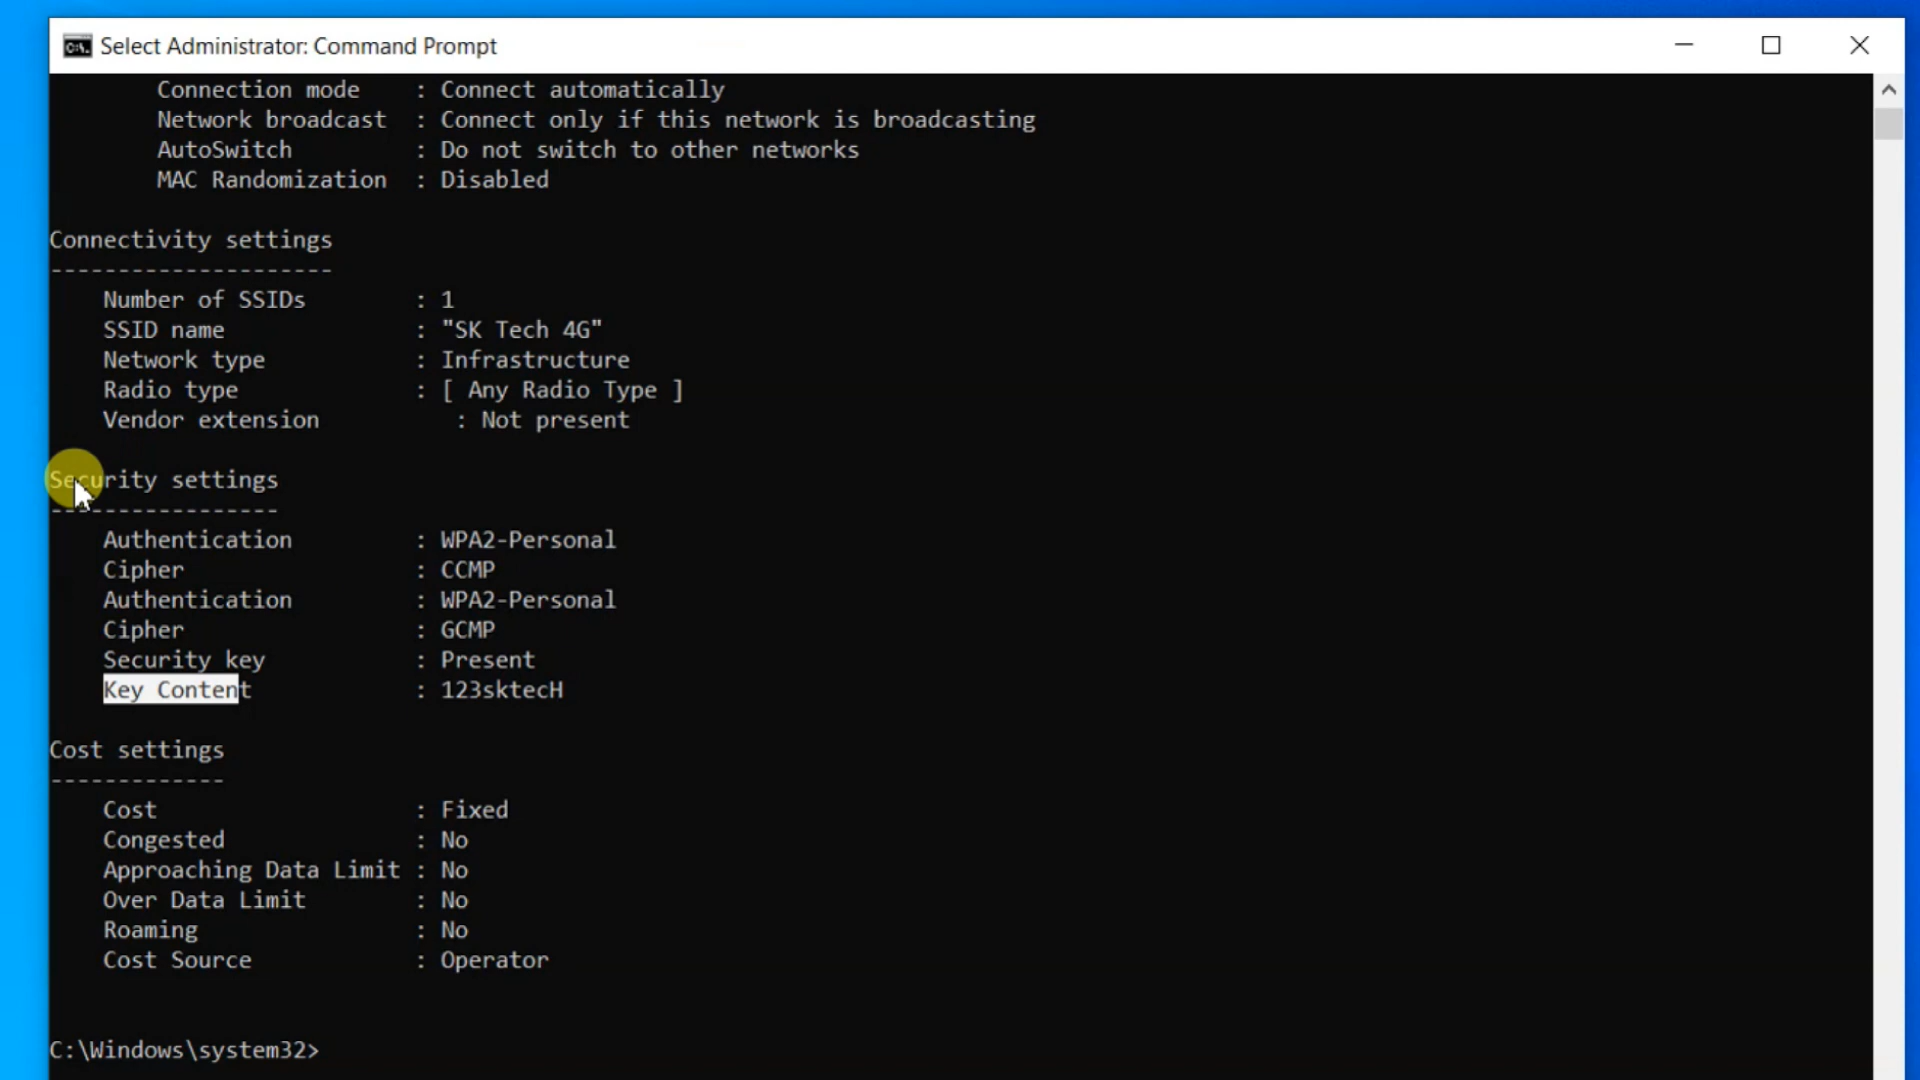 Select Administrator: Command Prompt
Connection mode : Connect automatically
Network broadcast : Connect only if this network is broadcasting
AutoSwitch : Do not switch to other networks
MAC Randomization : Disabled
Connectivity settings
---------------------
Number of SSIDs : 1
SSID name : "SK Tech 4G"
Network type : Infrastructure
Radio type : [ Any Radio Type ]
Vendor extension : Not present
Security settings
-----------------
Authentication : WPA2-Personal
Cipher : CCMP
Authentication : WPA2-Personal
Cipher : GCMP
Security key : Present
Key Content : 123sktecH
Cost settings
-------------
Cost : Fixed
Congested : No
Approaching Data Limit : No
Over Data Limit : No
Roaming : No
Cost Source : Operator
C:\Windows\system32>